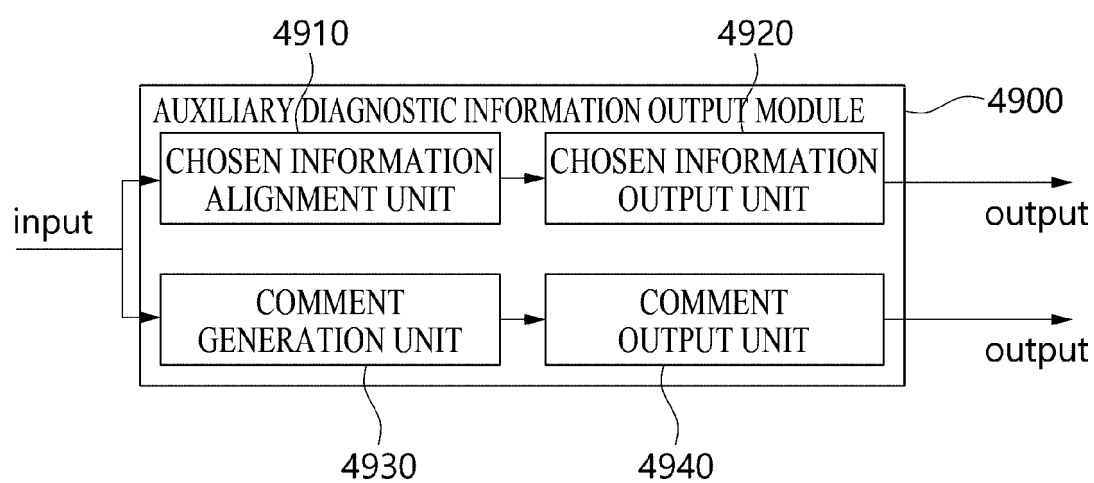 4910
4920
4900
AUXILIARY DIAGNOSTIC INFORMATION OUTPUT MODULE
CHOSEN INFORMATION
ALIGNMENT UNIT
CHOSEN INFORMATION
OUTPUT UNIT
input
output
COMMENT
GENERATION UNIT
COMMENT
OUTPUT UNIT
output
4930
4940